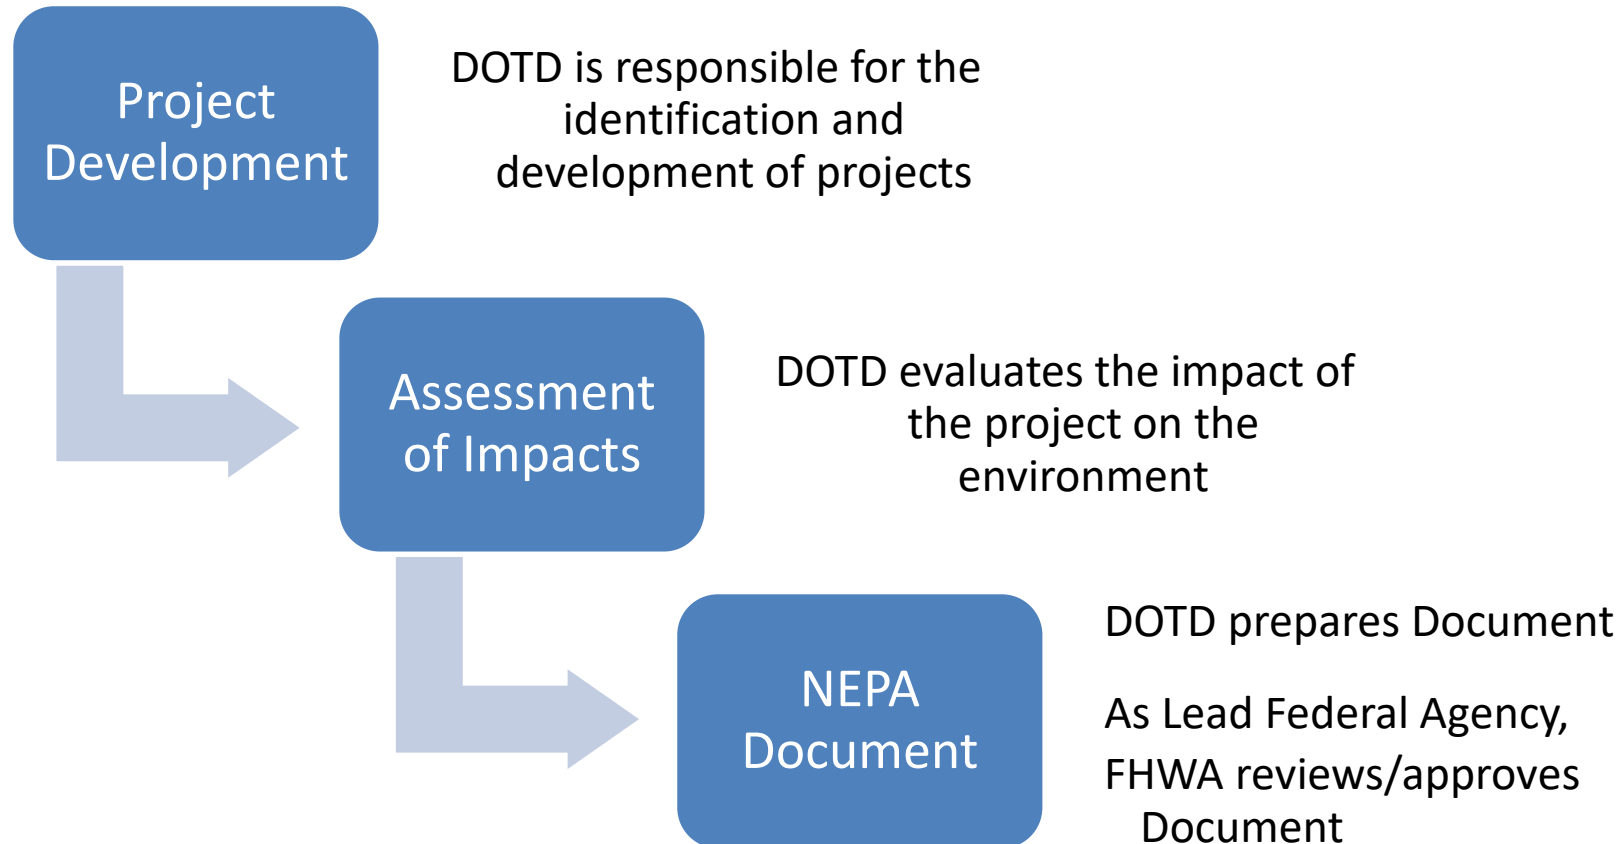 Project
Development
DOTD is responsible for the
identification and
development of projects
Assessment
of Impacts
DOTD evaluates the impact of
the project on the
environment
NEPA
Document
DOTD prepares Document
As Lead Federal Agency,
FHWA reviews/approves
Document